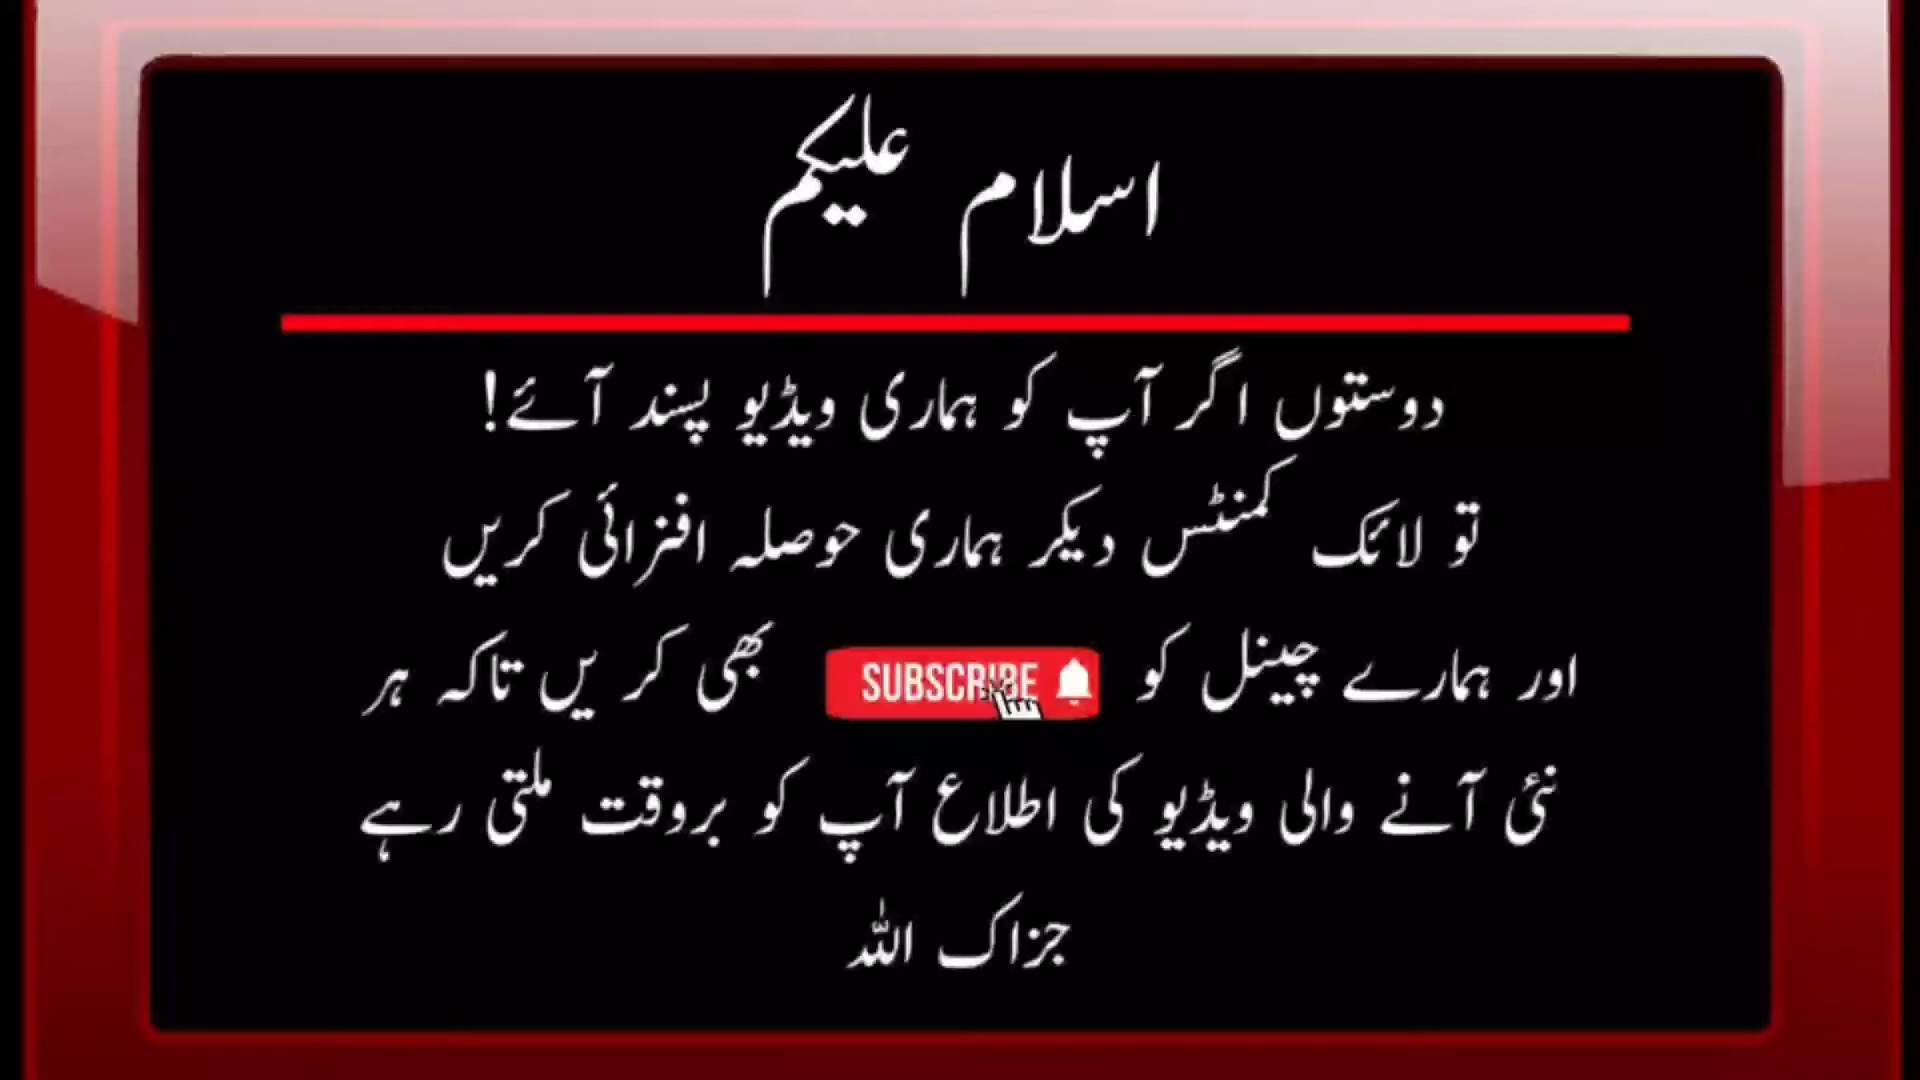 اسلام علیکم
دوستوں اگر آپ کو ہماری ویڈیو پسند آئے!
تو لائک کمنٹس دیکر ہماری حوصلہ افزائی کریں
اور ہمارے چینل کو SUBSCRIBE بھی کریں تاکہ ہر
نئی آنے والی ویڈیو کی اطلاع آپ کو بروقت ملتی رہے
جزاک اللہ